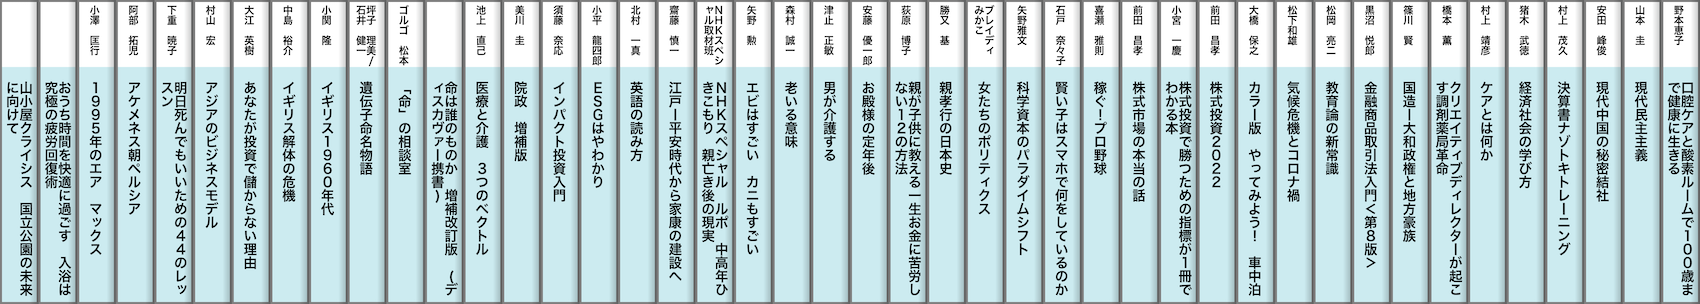 野本恵子
口腔ケアと酸素ルームで１００歳ま
で健康に生きる
山本　圭
現代民主主義
安田　峰俊
現代中国の秘密結社
村上　茂久
決算書ナゾトキトレーニング
猪木　武徳
経済社会の学び方
村上　靖彦
ケアとは何か
橋本　薫
クリエイティブディレクターが起こ
す調剤薬局革命
篠川　賢
国造ー大和政権と地方豪族
黒沼　悦郎
金融商品取引法入門＜第８版＞
松岡　亮二
教育論の新常識
松下和雄
気候危機とコロナ禍
大橋　保之
カラー版　やってみよう！　車中泊
前田　昌孝
株式投資２０２２
小宮　一慶
株式投資で勝つための指標が１冊で
わかる本
前田　昌孝
株式市場の本当の話
喜瀬　雅則
稼ぐ！プロ野球
石戸　奈々子
賢い子はスマホで何をしているのか
矢野雅文
科学資本のパラダイムシフト
ブレイディ
みかこ
女たちのポリティクス
勝又　基
親孝行の日本史
荻原　博子
親が子供に教える一生お金に苦労し
ない１２の方法
安藤　優一郎
お殿様の定年後
津止　正敏
男が介護する
森村　誠一
老いる意味
矢野　勲
エビはすごい　カニもすごい
ＮＨＫスペシ
ャル取材班
ＮＨＫスペシャル　ルポ　中高年ひ
きこもり　親亡き後の現実
齋藤　慎一
江戸ー平安時代から家康の建設へ
北村　一真
英語の読み方
小平　龍四郎
ＥＳＧはやわかり
須藤　奈応
インパクト投資入門
美川　圭
院政　増補版
池上　直己
医療と介護　３つのベクトル
命は誰のものか　増補改訂版　（デ
ィスカヴァー携書）
ゴルゴ　松本
「命」の相談室
坪子　理美/
石井　健一
遺伝子命名物語
小関　隆
イギリス１９６０年代
中島　裕介
イギリス解体の危機
大江　英樹
あなたが投資で儲からない理由
村山　宏
アジアのビジネスモデル
下重　暁子
明日死んでもいいための４４のレッ
スン
阿部　拓児
アケメネス朝ペルシア
小澤　匡行
１９９５年のエア　マックス
おうち時間を快適に過ごす　入浴は
究極の疲労回復術
山小屋クライシス　国立公園の未来
に向けて